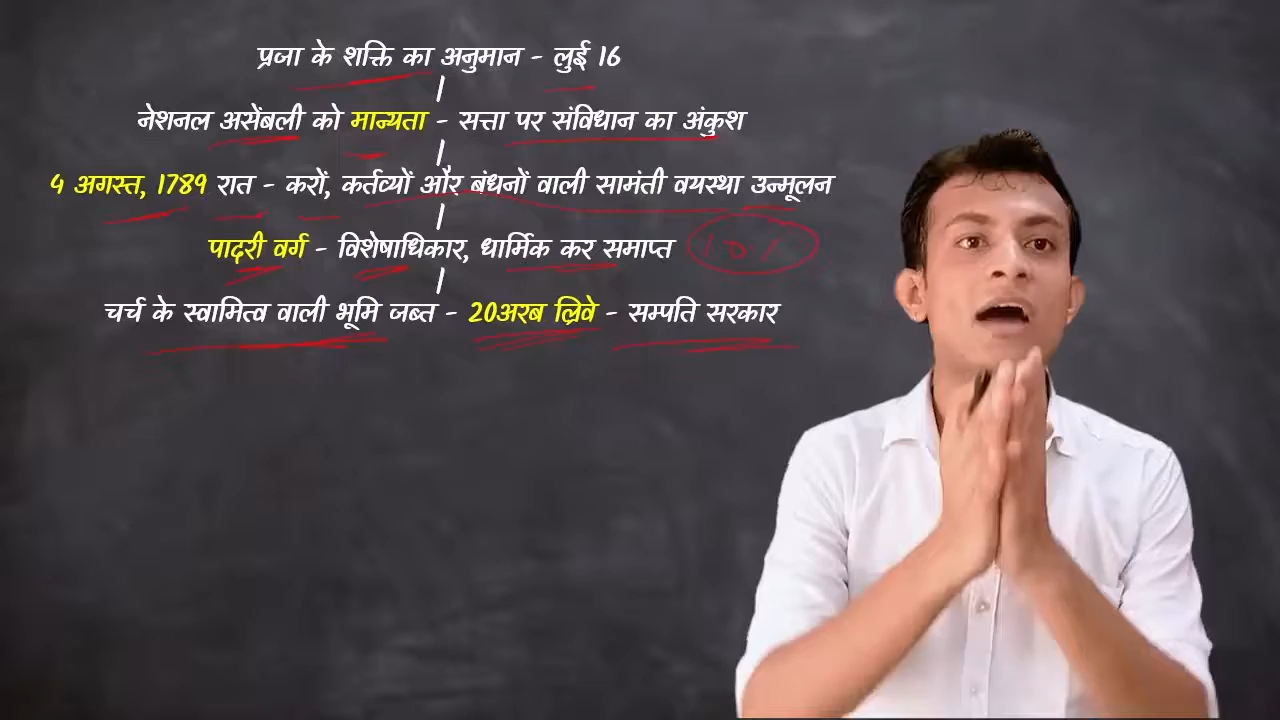 प्रजा के शक्ति का अनुमान - लुई 16
नेशनल असेंबली को मान्यता - सत्ता पर संविधान का अंकुश
4 अगस्त, 1789 रात - करों, कर्तव्यों और बंधनों वाली सामंती वयस्था उन्मूलन
पादरी वर्ग - विशेषाधिकार, धार्मिक कर समाप्त 10%
चर्च के स्वामित्व वाली भूमि जब्त - 20अरब ल्रिवे - सम्पति सरकार